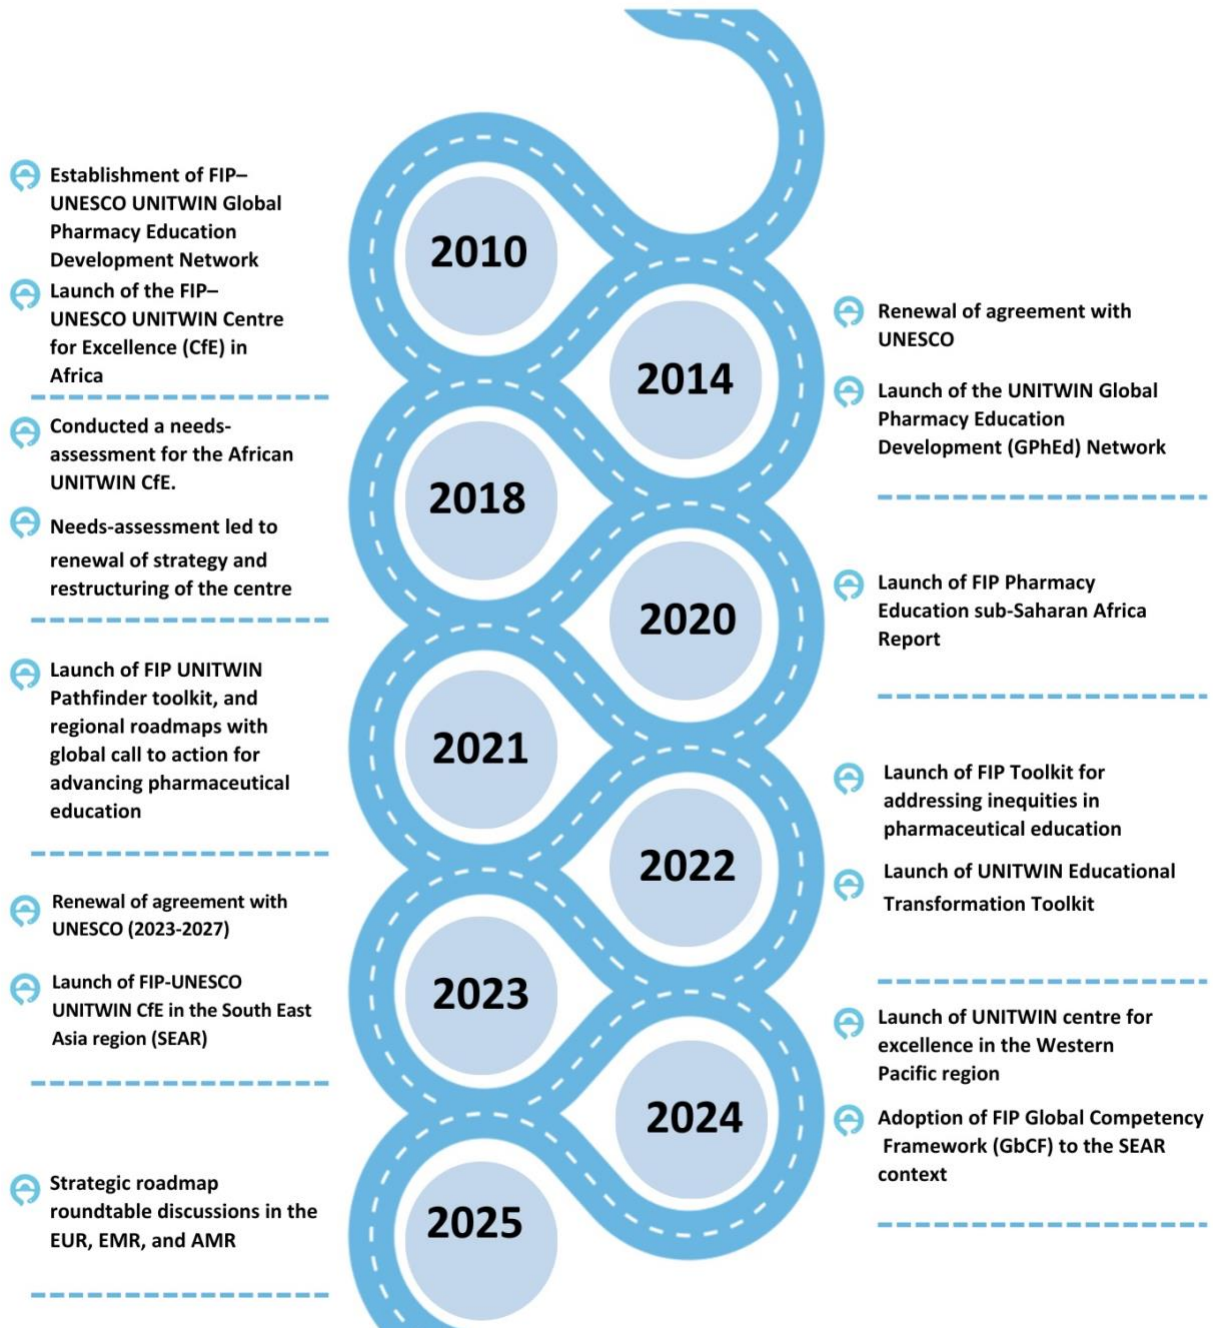 2010
Establishment of FIP–
UNESCO UNITWIN Global
Pharmacy Education
Development Network
Launch of the FIP–
UNESCO UNITWIN Centre
for Excellence (CfE) in
Africa
2014
Renewal of agreement with
UNESCO
Launch of the UNITWIN Global
Pharmacy Education
Development (GPhEd) Network
2018
Conducted a needs-
assessment for the African
UNITWIN CfE.
Needs-assessment led to
renewal of strategy and
restructuring of the centre
2020
Launch of FIP Pharmacy
Education sub-Saharan Africa
Report
2021
Launch of FIP UNITWIN
Pathfinder toolkit, and
regional roadmaps with
global call to action for
advancing pharmaceutical
education
2022
Launch of FIP Toolkit for
addressing inequities in
pharmaceutical education
Launch of UNITWIN Educational
Transformation Toolkit
2023
Renewal of agreement with
UNESCO (2023-2027)
Launch of FIP-UNESCO
UNITWIN CfE in the South East
Asia region (SEAR)
2024
Launch of UNITWIN centre for
excellence in the Western
Pacific region
Adoption of FIP Global Competency
Framework (GbCF) to the SEAR
context
2025
Strategic roadmap
roundtable discussions in the
EUR, EMR, and AMR